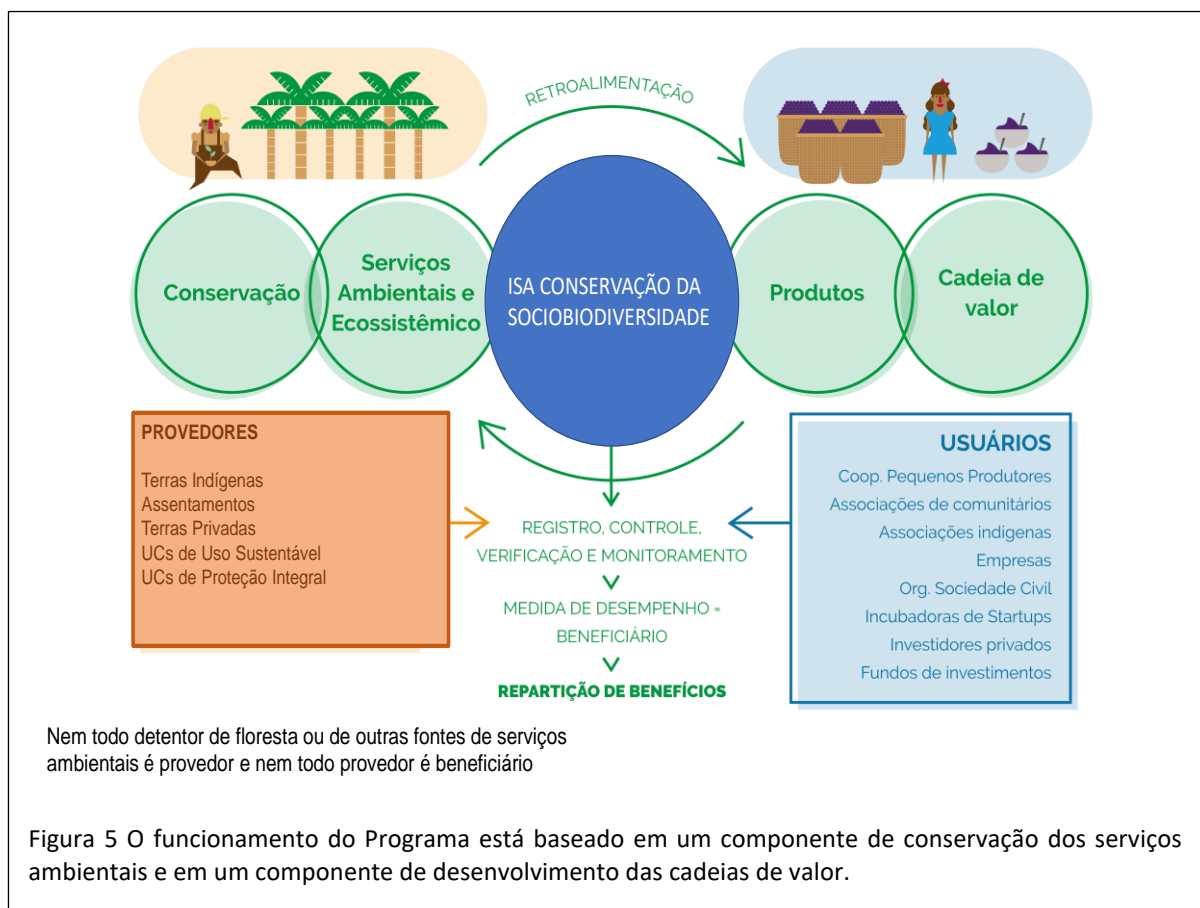 RETROALIMENTAÇÃO
Conservação
Serviços
Ambientais e
Ecossistêmico
ISA CONSERVAÇÃO DA
SOCIOBIODIVERSIDADE
Produtos
Cadeia de
valor
PROVEDORES
Terras Indígenas
Assentamentos
Terras Privadas
UCs de Uso Sustentável
UCs de Proteção Integral
REGISTRO, CONTROLE,
VERIFICAÇÃO E MONITORAMENTO
MEDIDA DE DESEMPENHO =
BENEFICIÁRIO
REPARTIÇÃO DE BENEFÍCIOS
USUÁRIOS
Coop. Pequenos Produtores
Associações de comunitários
Associações indígenas
Empresas
Org. Sociedade Civil
Incubadoras de Startups
Investidores privados
Fundos de investimentos
Nem todo detentor de floresta ou de outras fontes de serviços
ambientais é provedor e nem todo provedor é beneficiário
Figura 5 O funcionamento do Programa está baseado em um componente de conservação dos serviços
ambientais e em um componente de desenvolvimento das cadeias de valor.